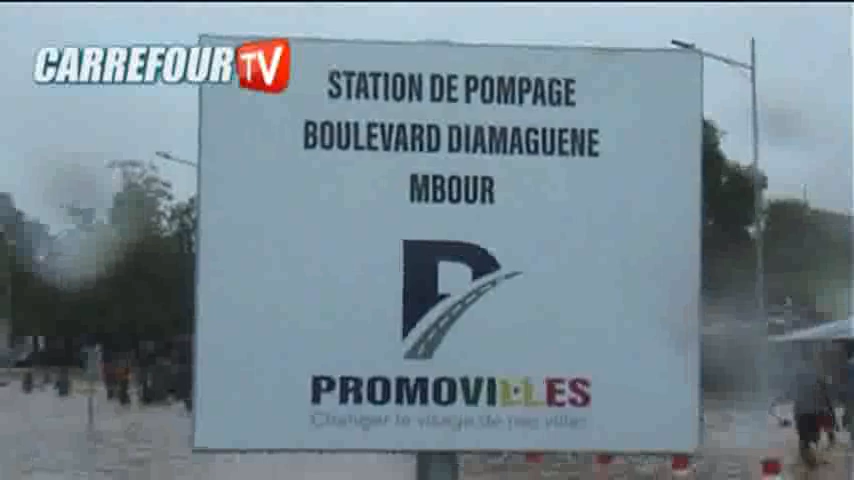 CARREFOUR TV
STATION DE POMPAGE
BOULEVARD DIAMAGUENE
MBOUR
PROMOVILLES
Changer le visage de nos villes